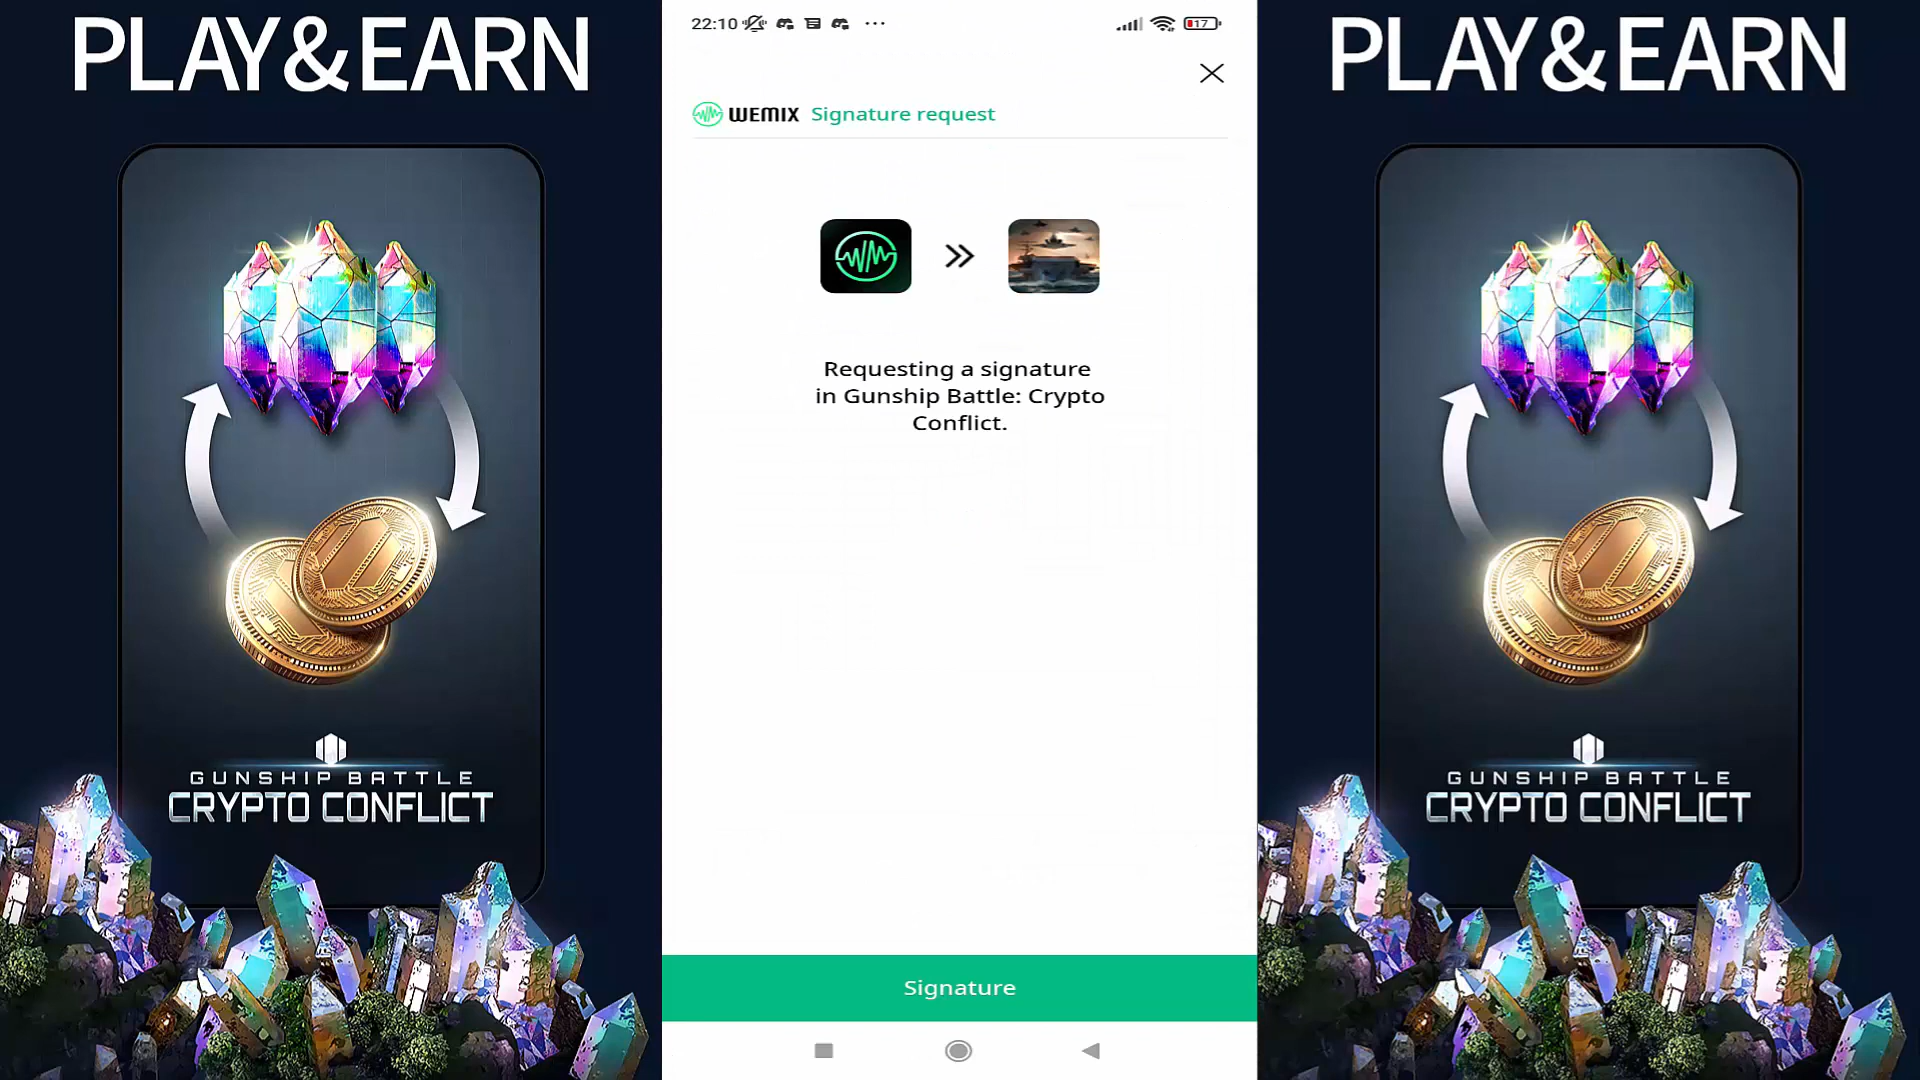 PLAY&EARN
GUNSHIP BATTLE
CRYPTO CONFLICT
22:10
17
WEMIX Signature request
Requesting a signature
in Gunship Battle: Crypto
Conflict.
Signature
PLAY&EARN
GUNSHIP BATTLE
CRYPTO CONFLICT